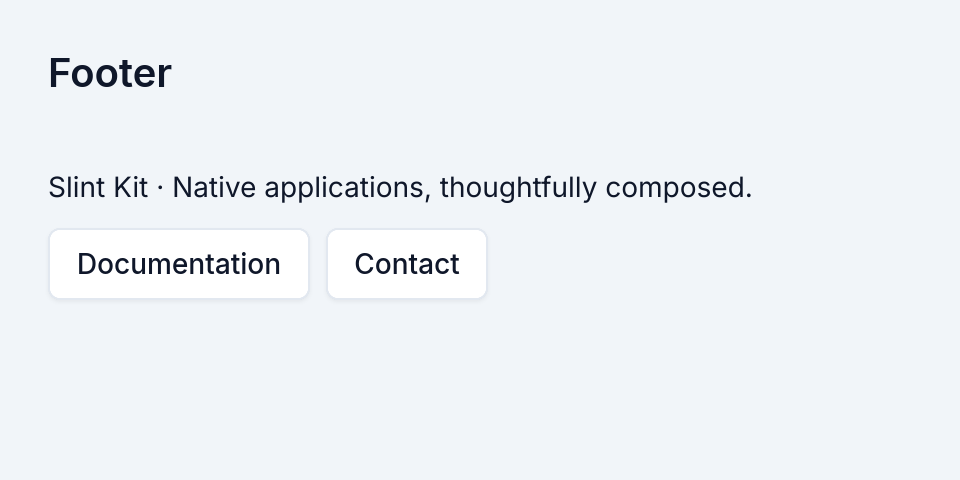 Footer
Slint Kit · Native applications, thoughtfully composed.
Documentation
Contact